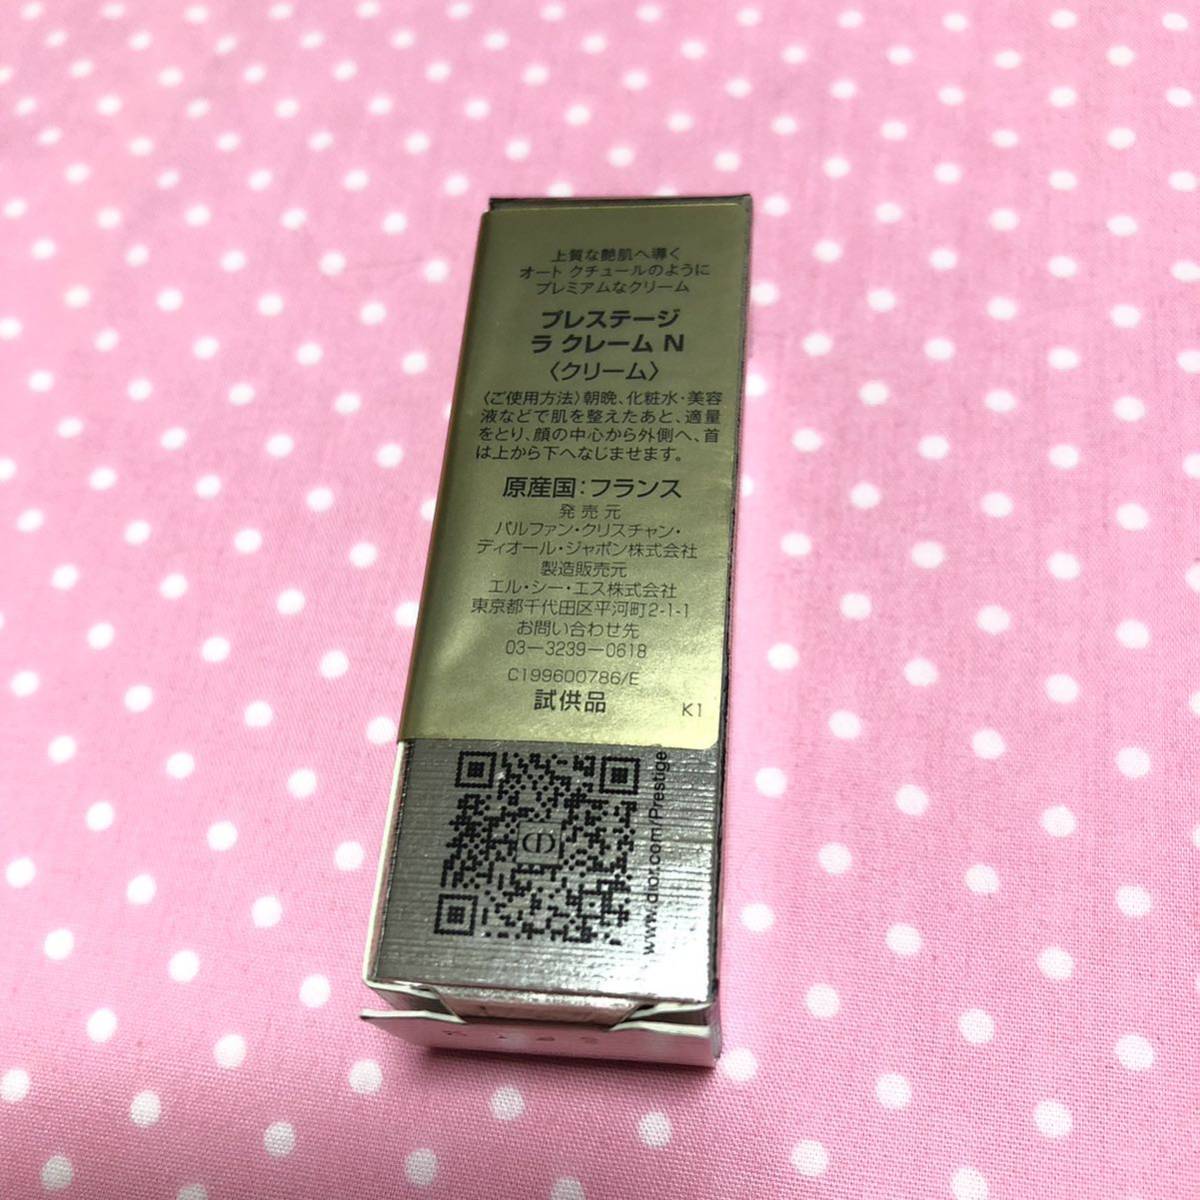 上質な艶肌へ導く
オート クチュールのように
プレミアムなクリーム
プレステージ
ラ クレーム N
〈クリーム〉
〈ご使用方法〉朝晩、化粧水・美容
液などで肌を整えたあと、適量
をとり、顔の中心から外側へ、首
は上から下へなじませます。
原産国：フランス
発売元
パルファン・クリスチャン・
ディオール・ジャポン株式会社
製造販売元
エル・シー・エス株式会社
東京都千代田区平河町2-1-1
お問い合わせ先
03-3239-0618
C199600786/E
試供品
K1
www.dior.com/Prestige